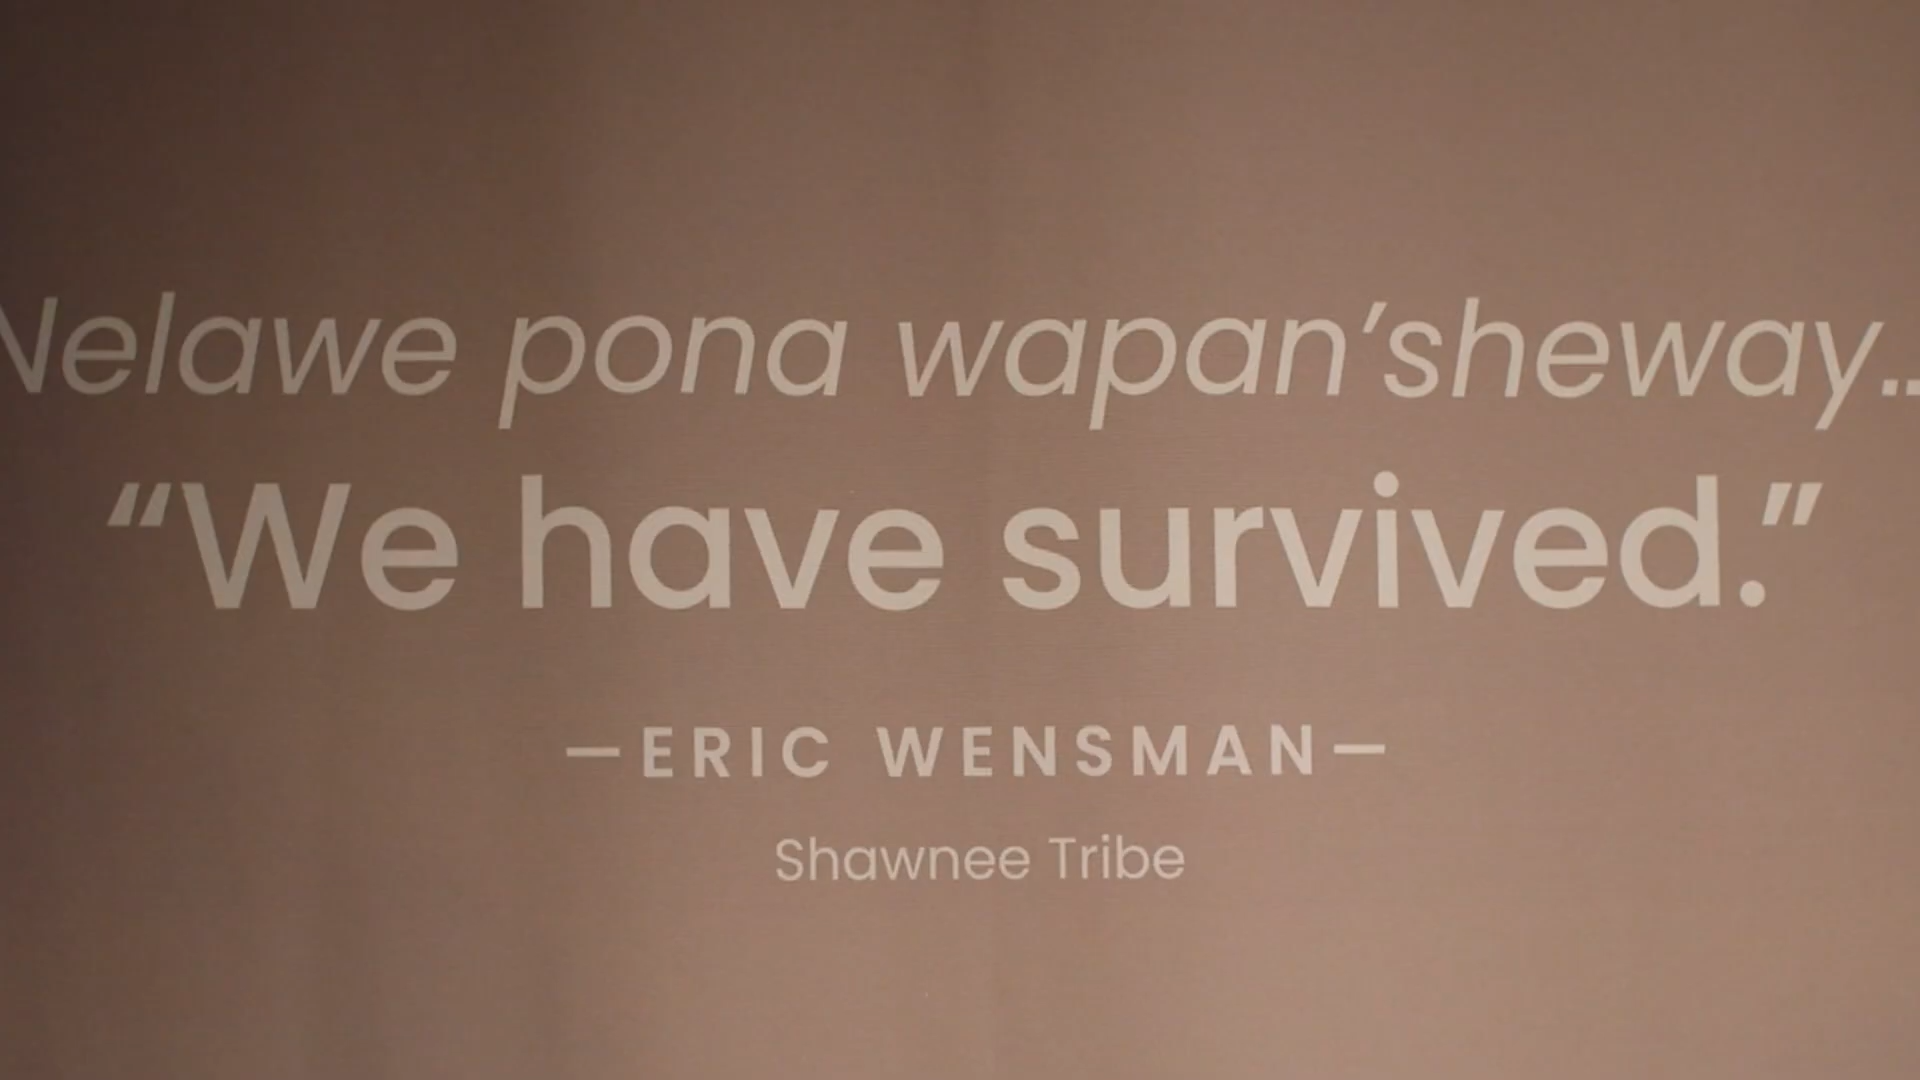 Nelawe pona wapan’sheway..
“We have survived.”
—ERIC WENSMAN—
Shawnee Tribe